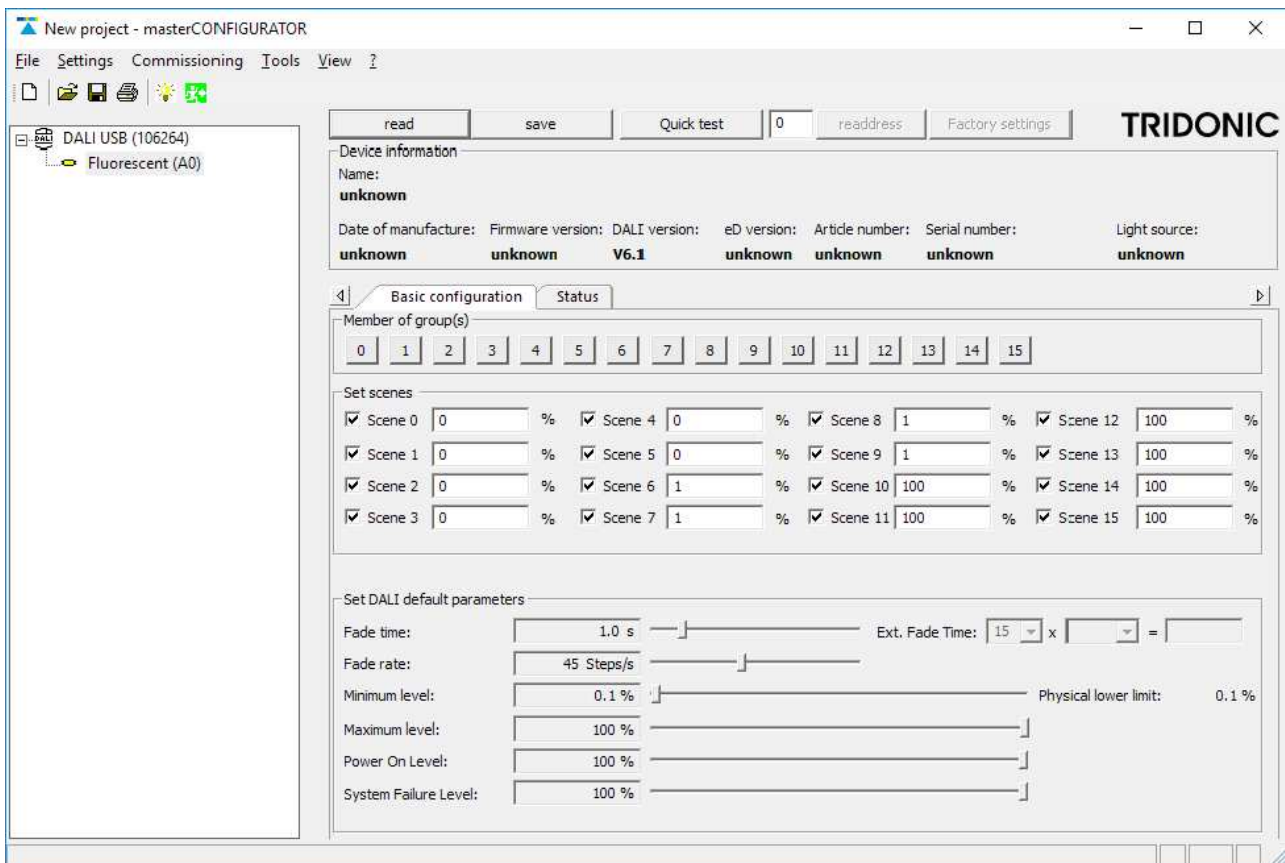 New project - masterCONFIGURATOR
File Settings Commissioning Tools View ?
DALI USB (106264)
Fluorescent (A0)
read save Quick test 0 readdress Factory settings TRIDONIC
Device information
Name:
unknown
Date of manufacture: Firmware version: DALI version: eD version: Article number: Serial number: Light source:
unknown unknown V6.1 unknown unknown unknown unknown
Basic configuration Status
Member of group(s)
0 1 2 3 4 5 6 7 8 9 10 11 12 13 14 15
Set scenes
Scene 0 0 % Scene 4 0 % Scene 8 1 % Scene 12 100 %
Scene 1 0 % Scene 5 0 % Scene 9 1 % Scene 13 100 %
Scene 2 0 % Scene 6 1 % Scene 10 100 % Scene 14 100 %
Scene 3 0 % Scene 7 1 % Scene 11 100 % Scene 15 100 %
Set DALI default parameters
Fade time: 1.0 s Ext. Fade Time: 15 x =
Fade rate: 45 Steps/s
Minimum level: 0.1 % Physical lower limit: 0.1 %
Maximum level: 100 %
Power On Level: 100 %
System Failure Level: 100 %